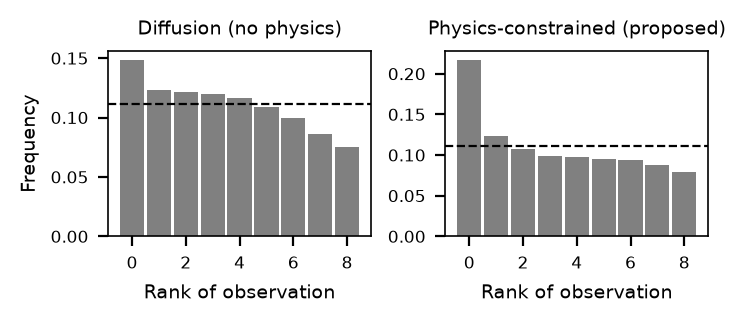 Diffusion (no physics)
Frequency
0.15
0.10
0.05
0.00
0 2 4 6 8
Rank of observation
Physics-constrained (proposed)
0.20
0.15
0.10
0.05
0.00
0 2 4 6 8
Rank of observation